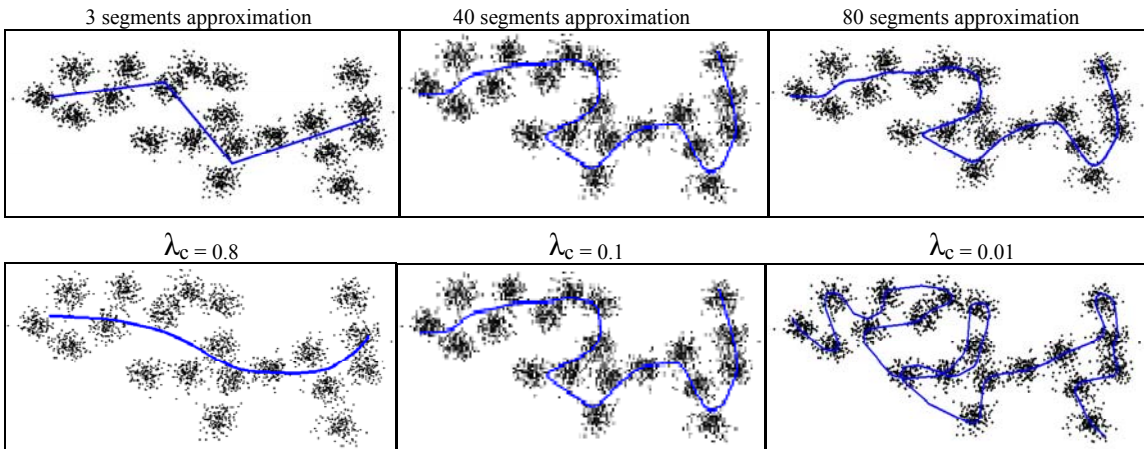 3 segments approximation
40 segments approximation
80 segments approximation
λc = 0.8
λc = 0.1
λc = 0.01